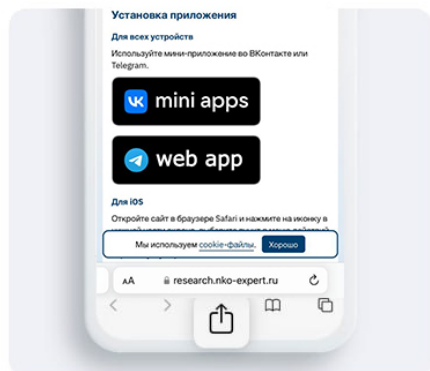 Установка приложения
Для всех устройств
Используйте мини-приложение во ВКонтакте или
Telegram.
mini apps
web app
Для iOS
Откройте сайт в браузере Safari и нажмите на иконку в
Мы используем cookie-файлы. Хорошо
AA research.nko-expert.ru